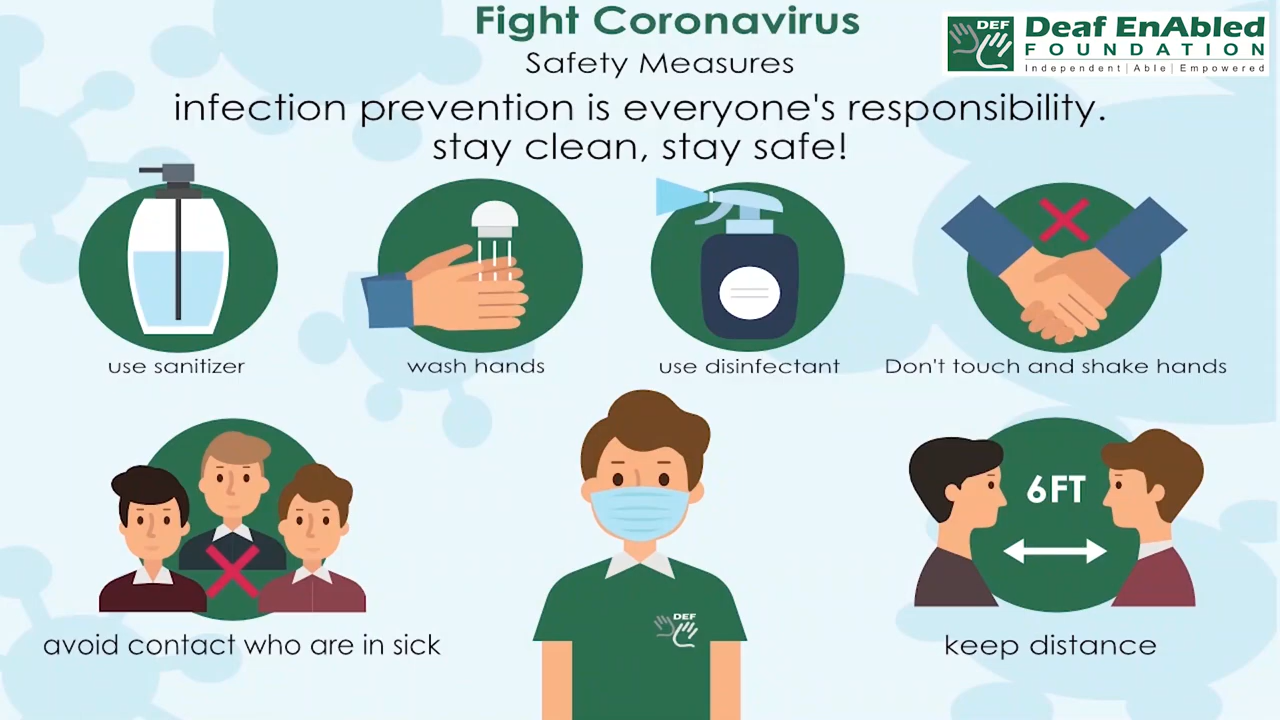 Fight Coronavirus
Safety Measures
infection prevention is everyone's responsibility.
stay clean, stay safe!
DEF
Deaf EnAbled
FOUNDATION
Independent | Able | Empowered
use sanitizer
wash hands
use disinfectant
Don't touch and shake hands
6FT
DEF
avoid contact who are in sick
keep distance